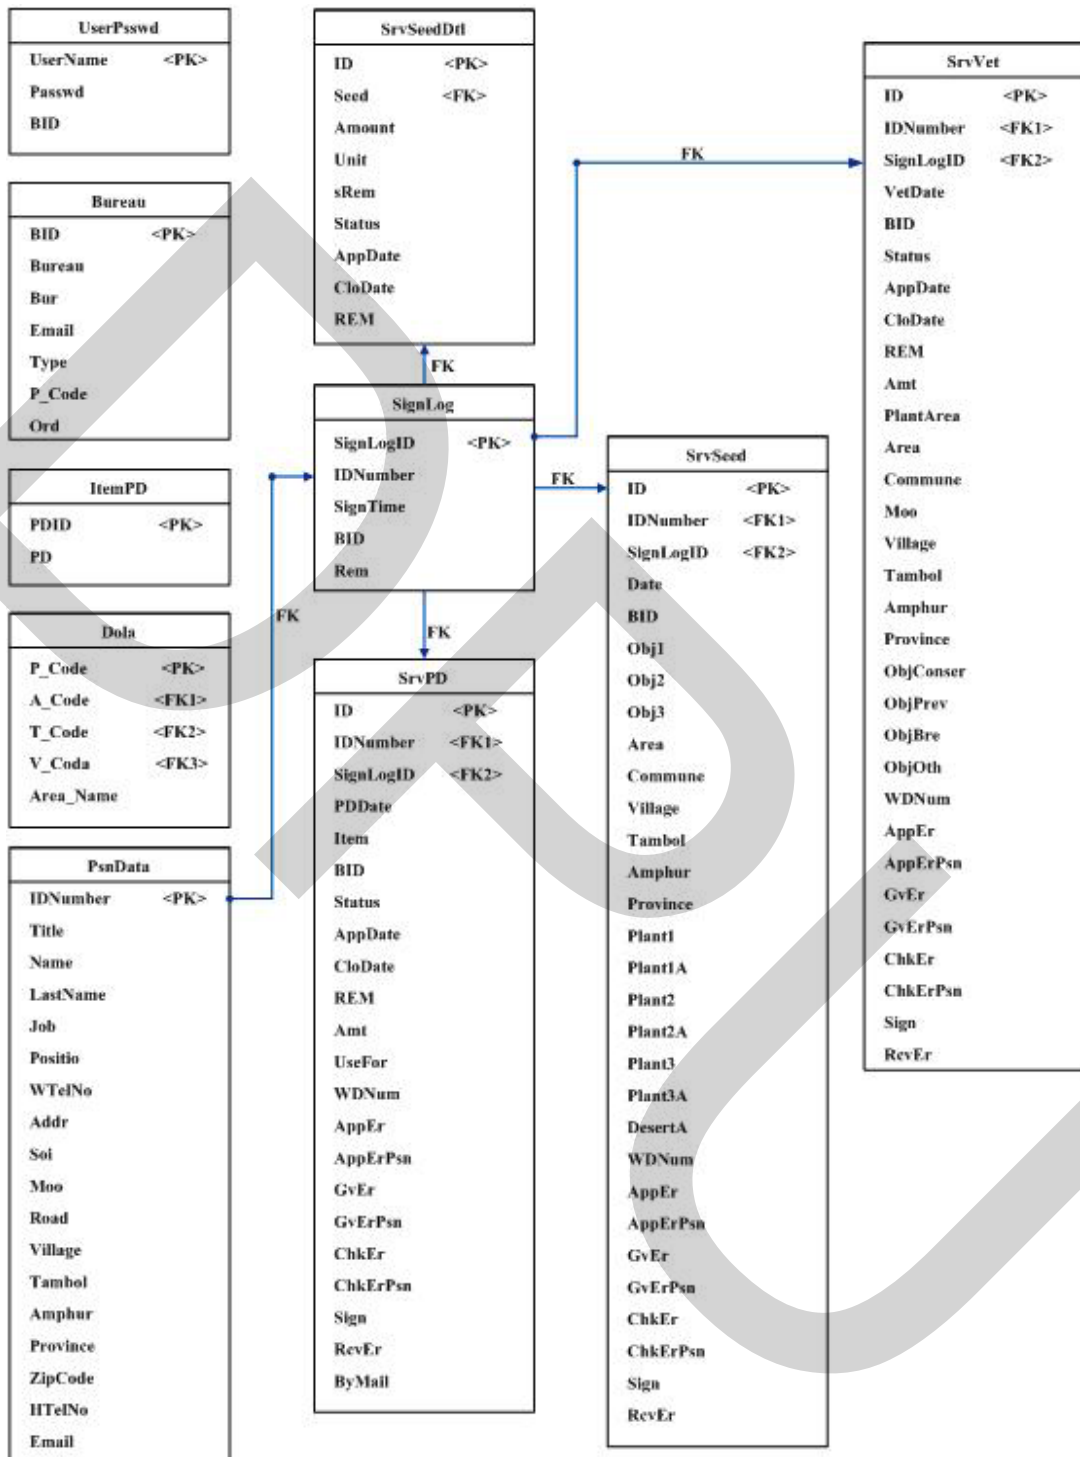 UserPsswd
UserName <PK>
Passwd
BID
Bureau
BID <PK>
Bureau
Bur
Email
Type
P_Code
Ord
ItemPD
PDID <PK>
PD
Dola
P_Code <PK>
A_Code <FK1>
T_Code <FK2>
V_Coda <FK3>
Area_Name
PsnData
IDNumber <PK>
Title
Name
LastName
Job
Positio
WTelNo
Addr
Soi
Moo
Road
Village
Tambol
Amphur
Province
ZipCode
HTelNo
Email
FK
SrvSeedDtl
ID <PK>
Seed <FK>
Amount
Unit
sRem
Status
AppDate
CloDate
REM
FK
SignLog
SignLogID <PK>
IDNumber
SignTime
BID
Rem
FK
SrvPD
ID <PK>
IDNumber <FK1>
SignLogID <FK2>
PDDate
Item
BID
Status
AppDate
CloDate
REM
Amt
UseFor
WDNum
AppEr
AppErPsn
GvEr
GvErPsn
ChkEr
ChkErPsn
Sign
RcvEr
ByMail
FK
SrvSeed
ID <PK>
IDNumber <FK1>
SignLogID <FK2>
Date
BID
Obj1
Obj2
Obj3
Area
Commune
Village
Tambol
Amphur
Province
Plant1
Plant1A
Plant2
Plant2A
Plant3
Plant3A
DesertA
WDNum
AppEr
AppErPsn
GvEr
GvErPsn
ChkEr
ChkErPsn
Sign
RcvEr
FK
SrvVet
ID <PK>
IDNumber <FK1>
SignLogID <FK2>
VetDate
BID
Status
AppDate
CloDate
REM
Amt
PlantArea
Area
Commune
Moo
Village
Tambol
Amphur
Province
ObjConser
ObjPrev
ObjBre
ObjOth
WDNum
AppEr
AppErPsn
GvEr
GvErPsn
ChkEr
ChkErPsn
Sign
RcvEr
DPU